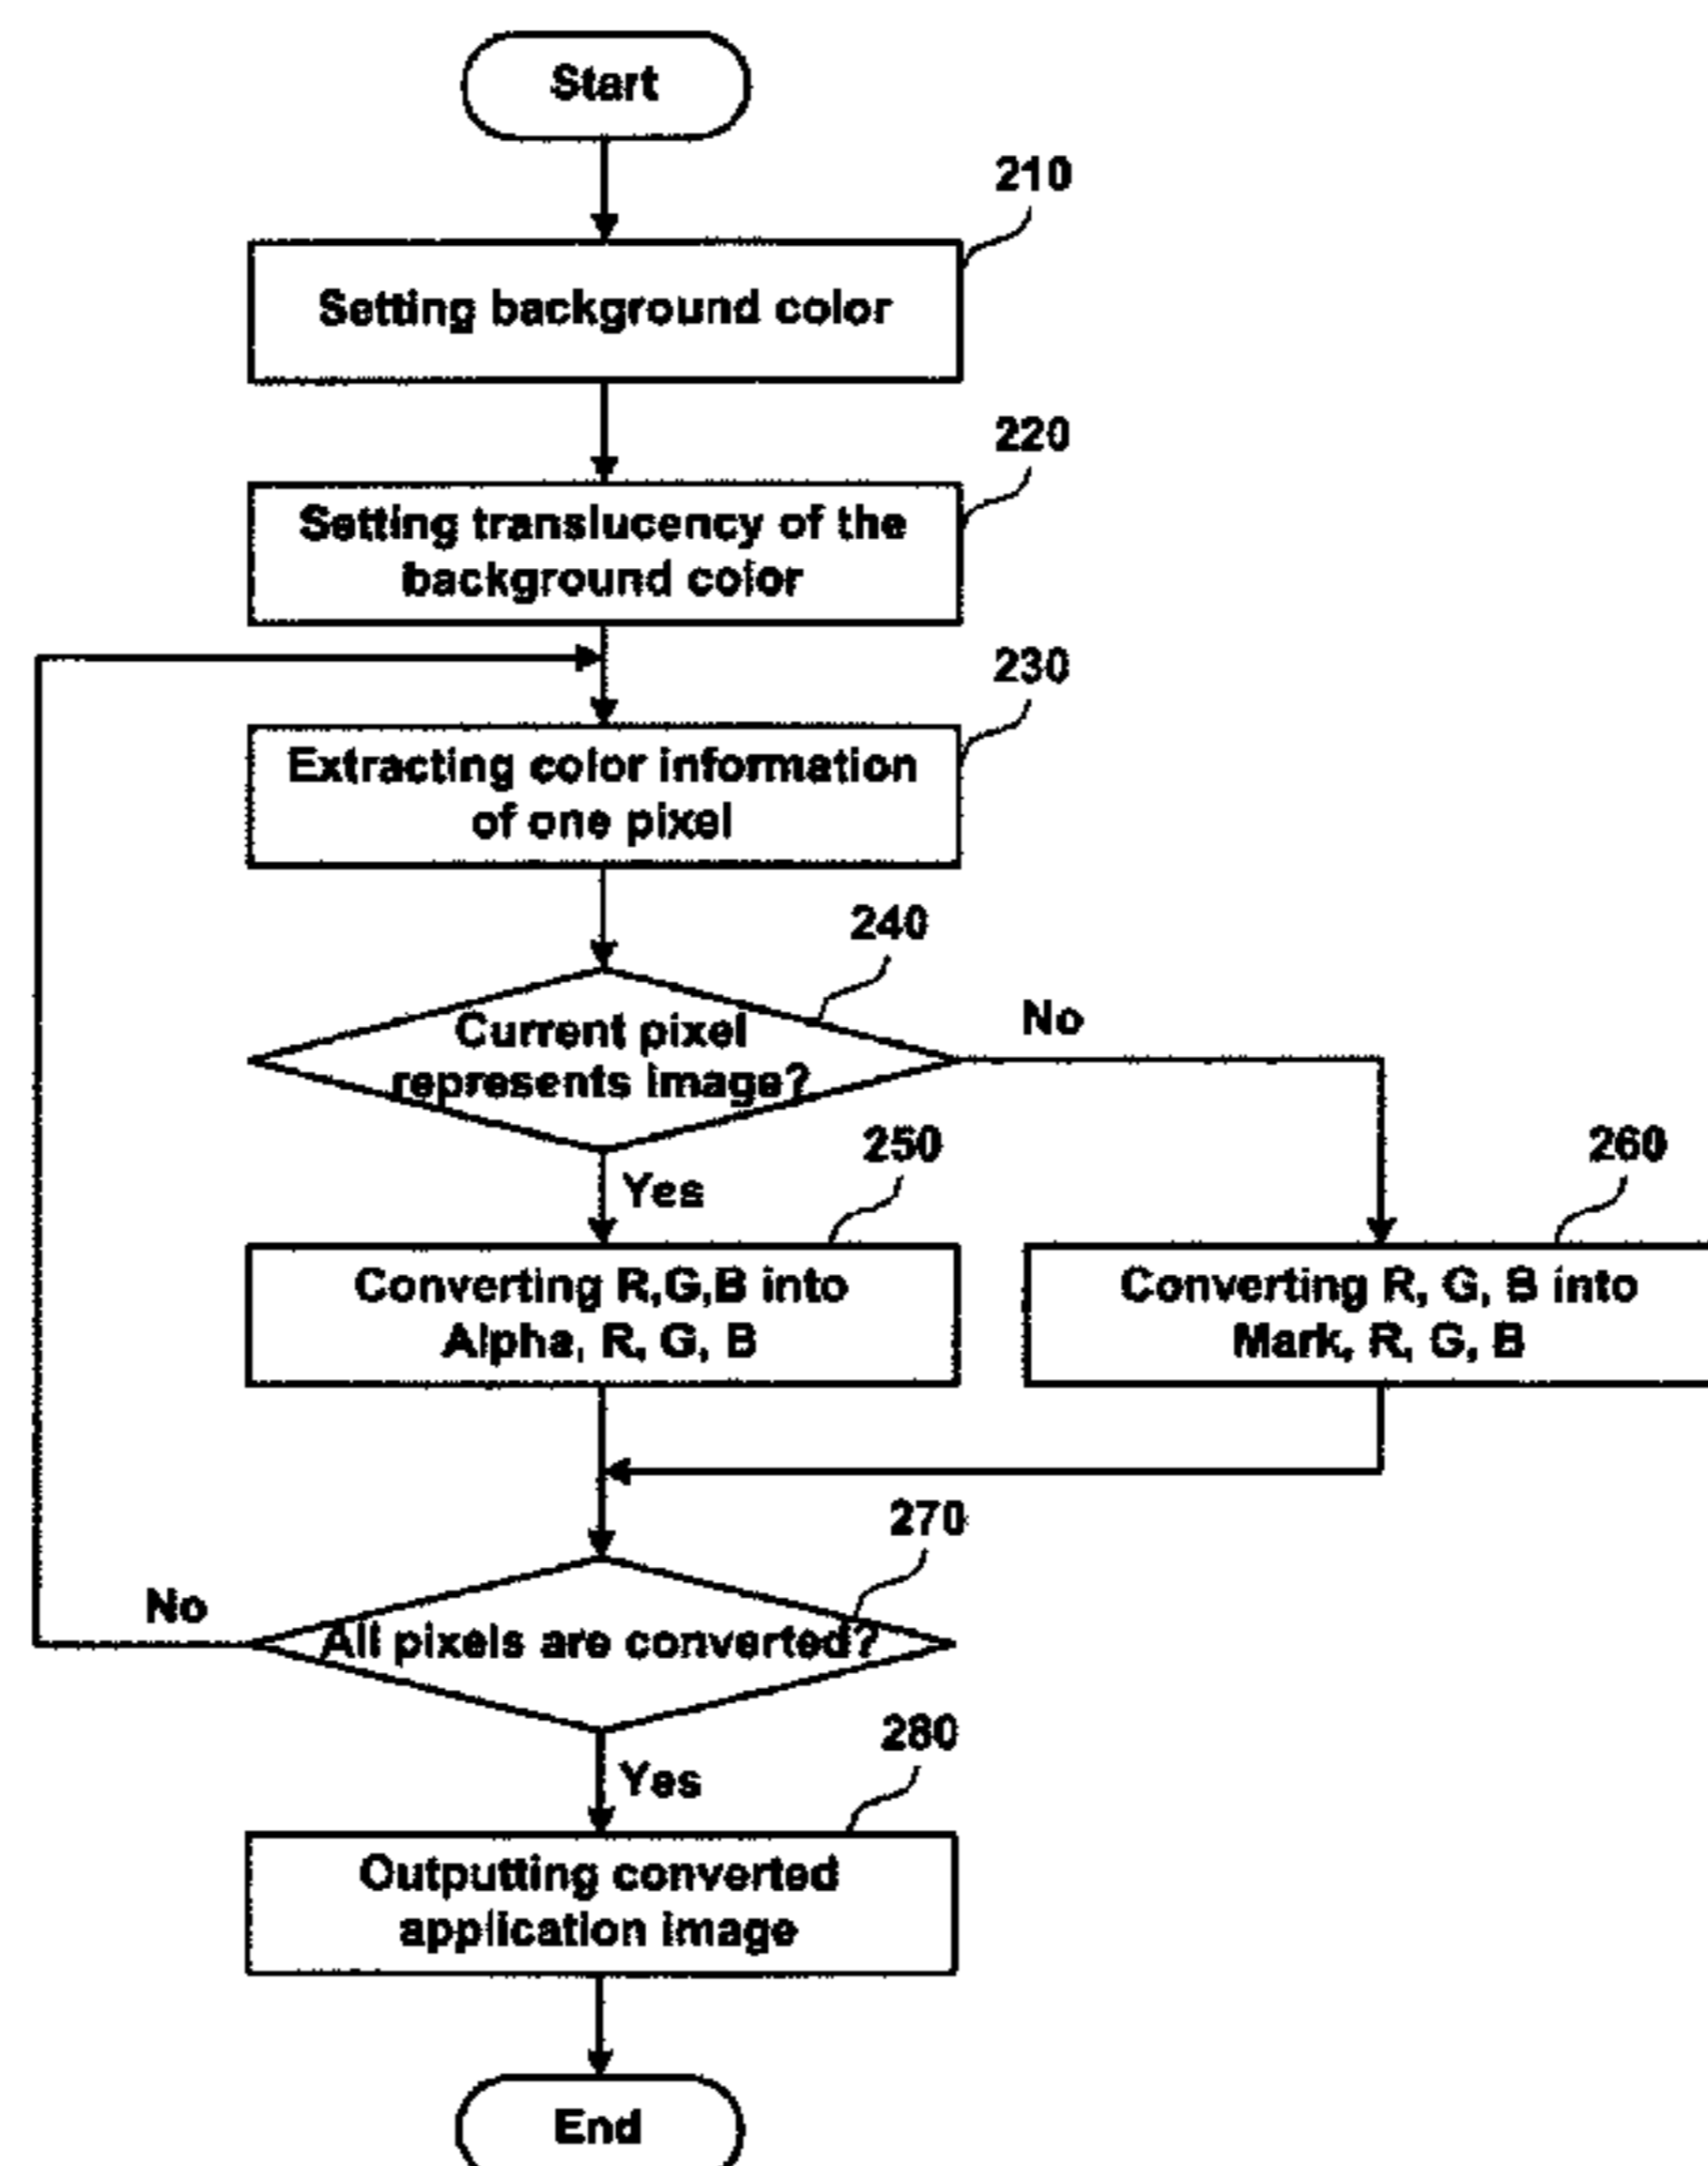 Start
210
Setting background color
220
Setting translucency of the
background color
230
Extracting color information
of one pixel
240
Current pixel
represents image?
No
250
Yes
260
Converting R,G,B into
Alpha, R, G, B
Converting R, G, B into
Mark, R, G, B
270
No
All pixels are converted?
280
Yes
Outputting converted
application image
End